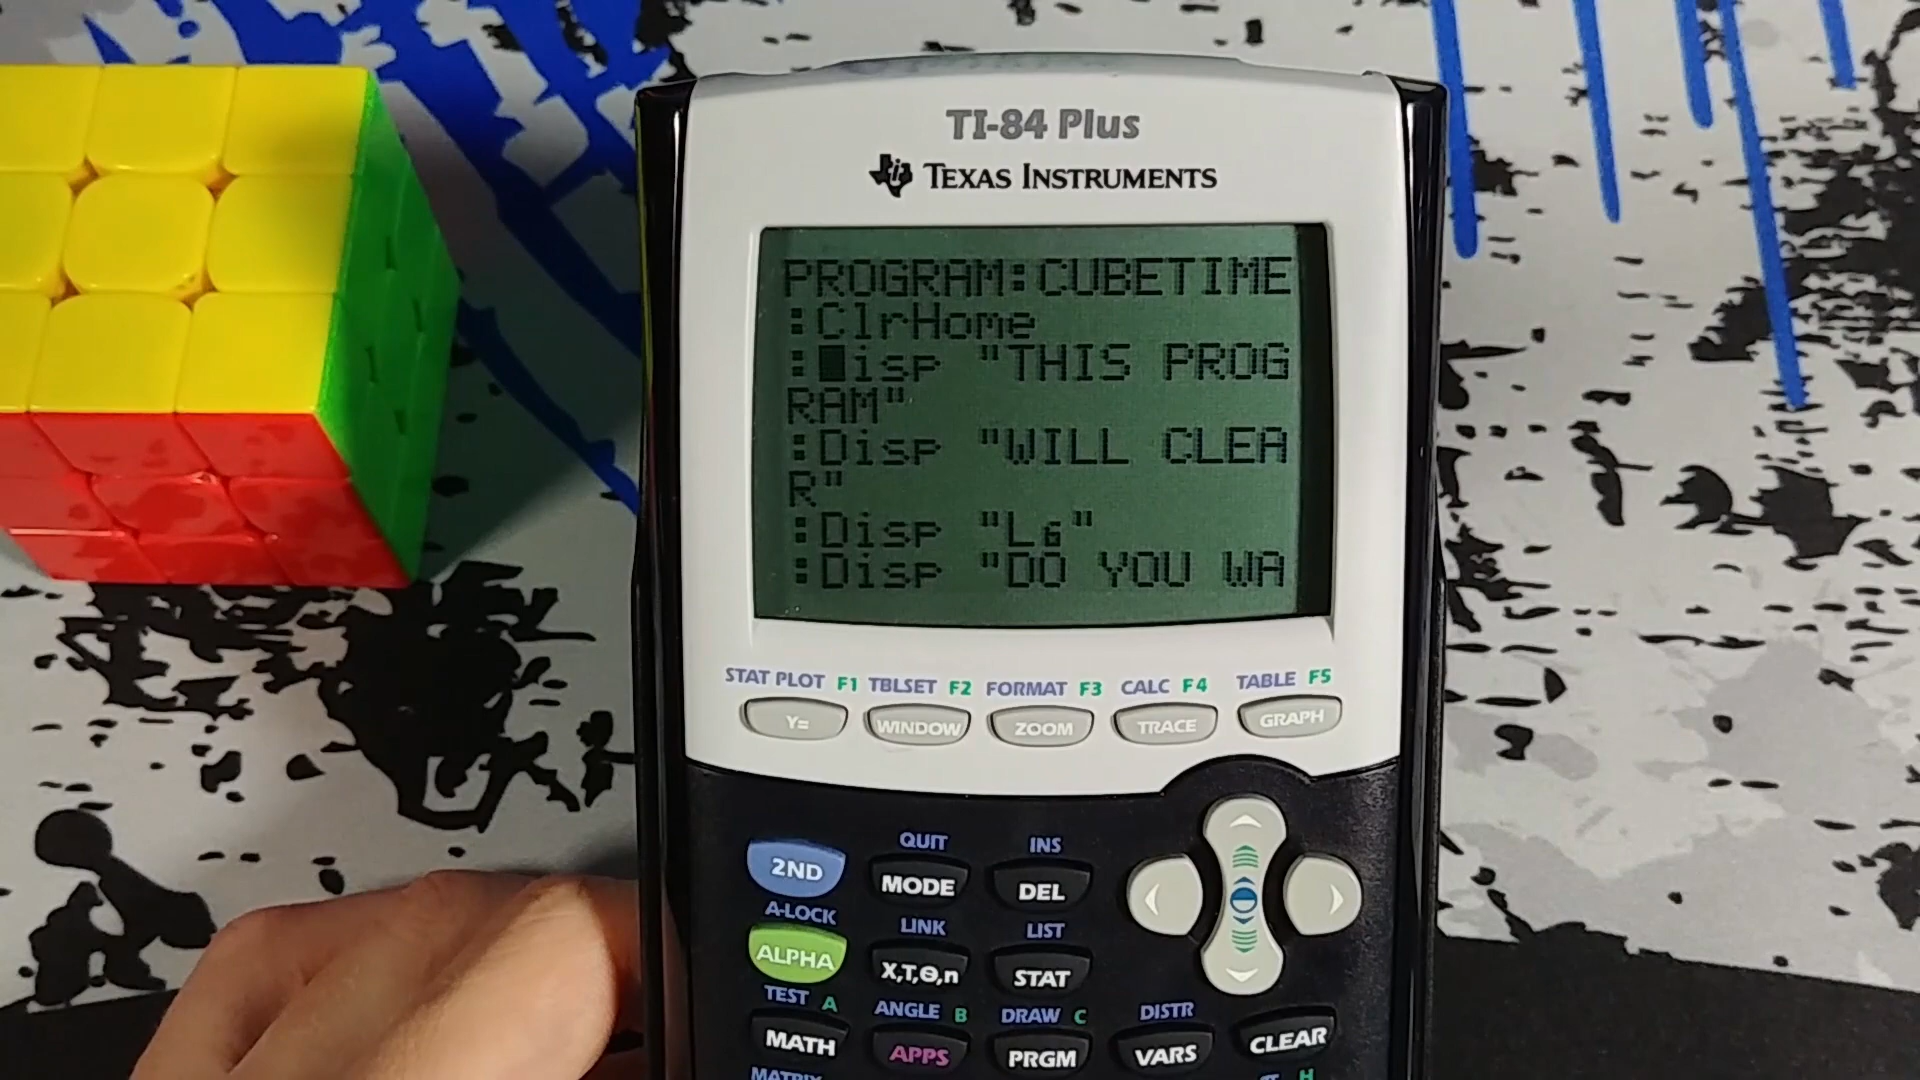 TI-84 Plus
TEXAS INSTRUMENTS
PROGRAM:CUBETIME
:ClrHome
:Disp "THIS PROG
RAM"
:Disp "WILL CLEA
R"
:Disp "L₆"
:Disp "DO YOU WA
STAT PLOT F1 TBLSET F2 FORMAT F3 CALC F4 TABLE F5
Y= WINDOW ZOOM TRACE GRAPH
QUIT INS
2ND MODE DEL
A-LOCK LINK LIST
ALPHA X,T,Θ,n STAT
TEST A ANGLE B DRAW C DISTR
MATH APPS PRGM VARS CLEAR
MATRIX H